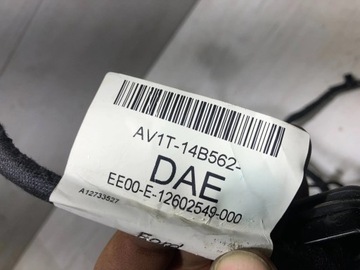 AV1T-14B562-
DAE
EE00-E-12602549-000
A12733527
Ford